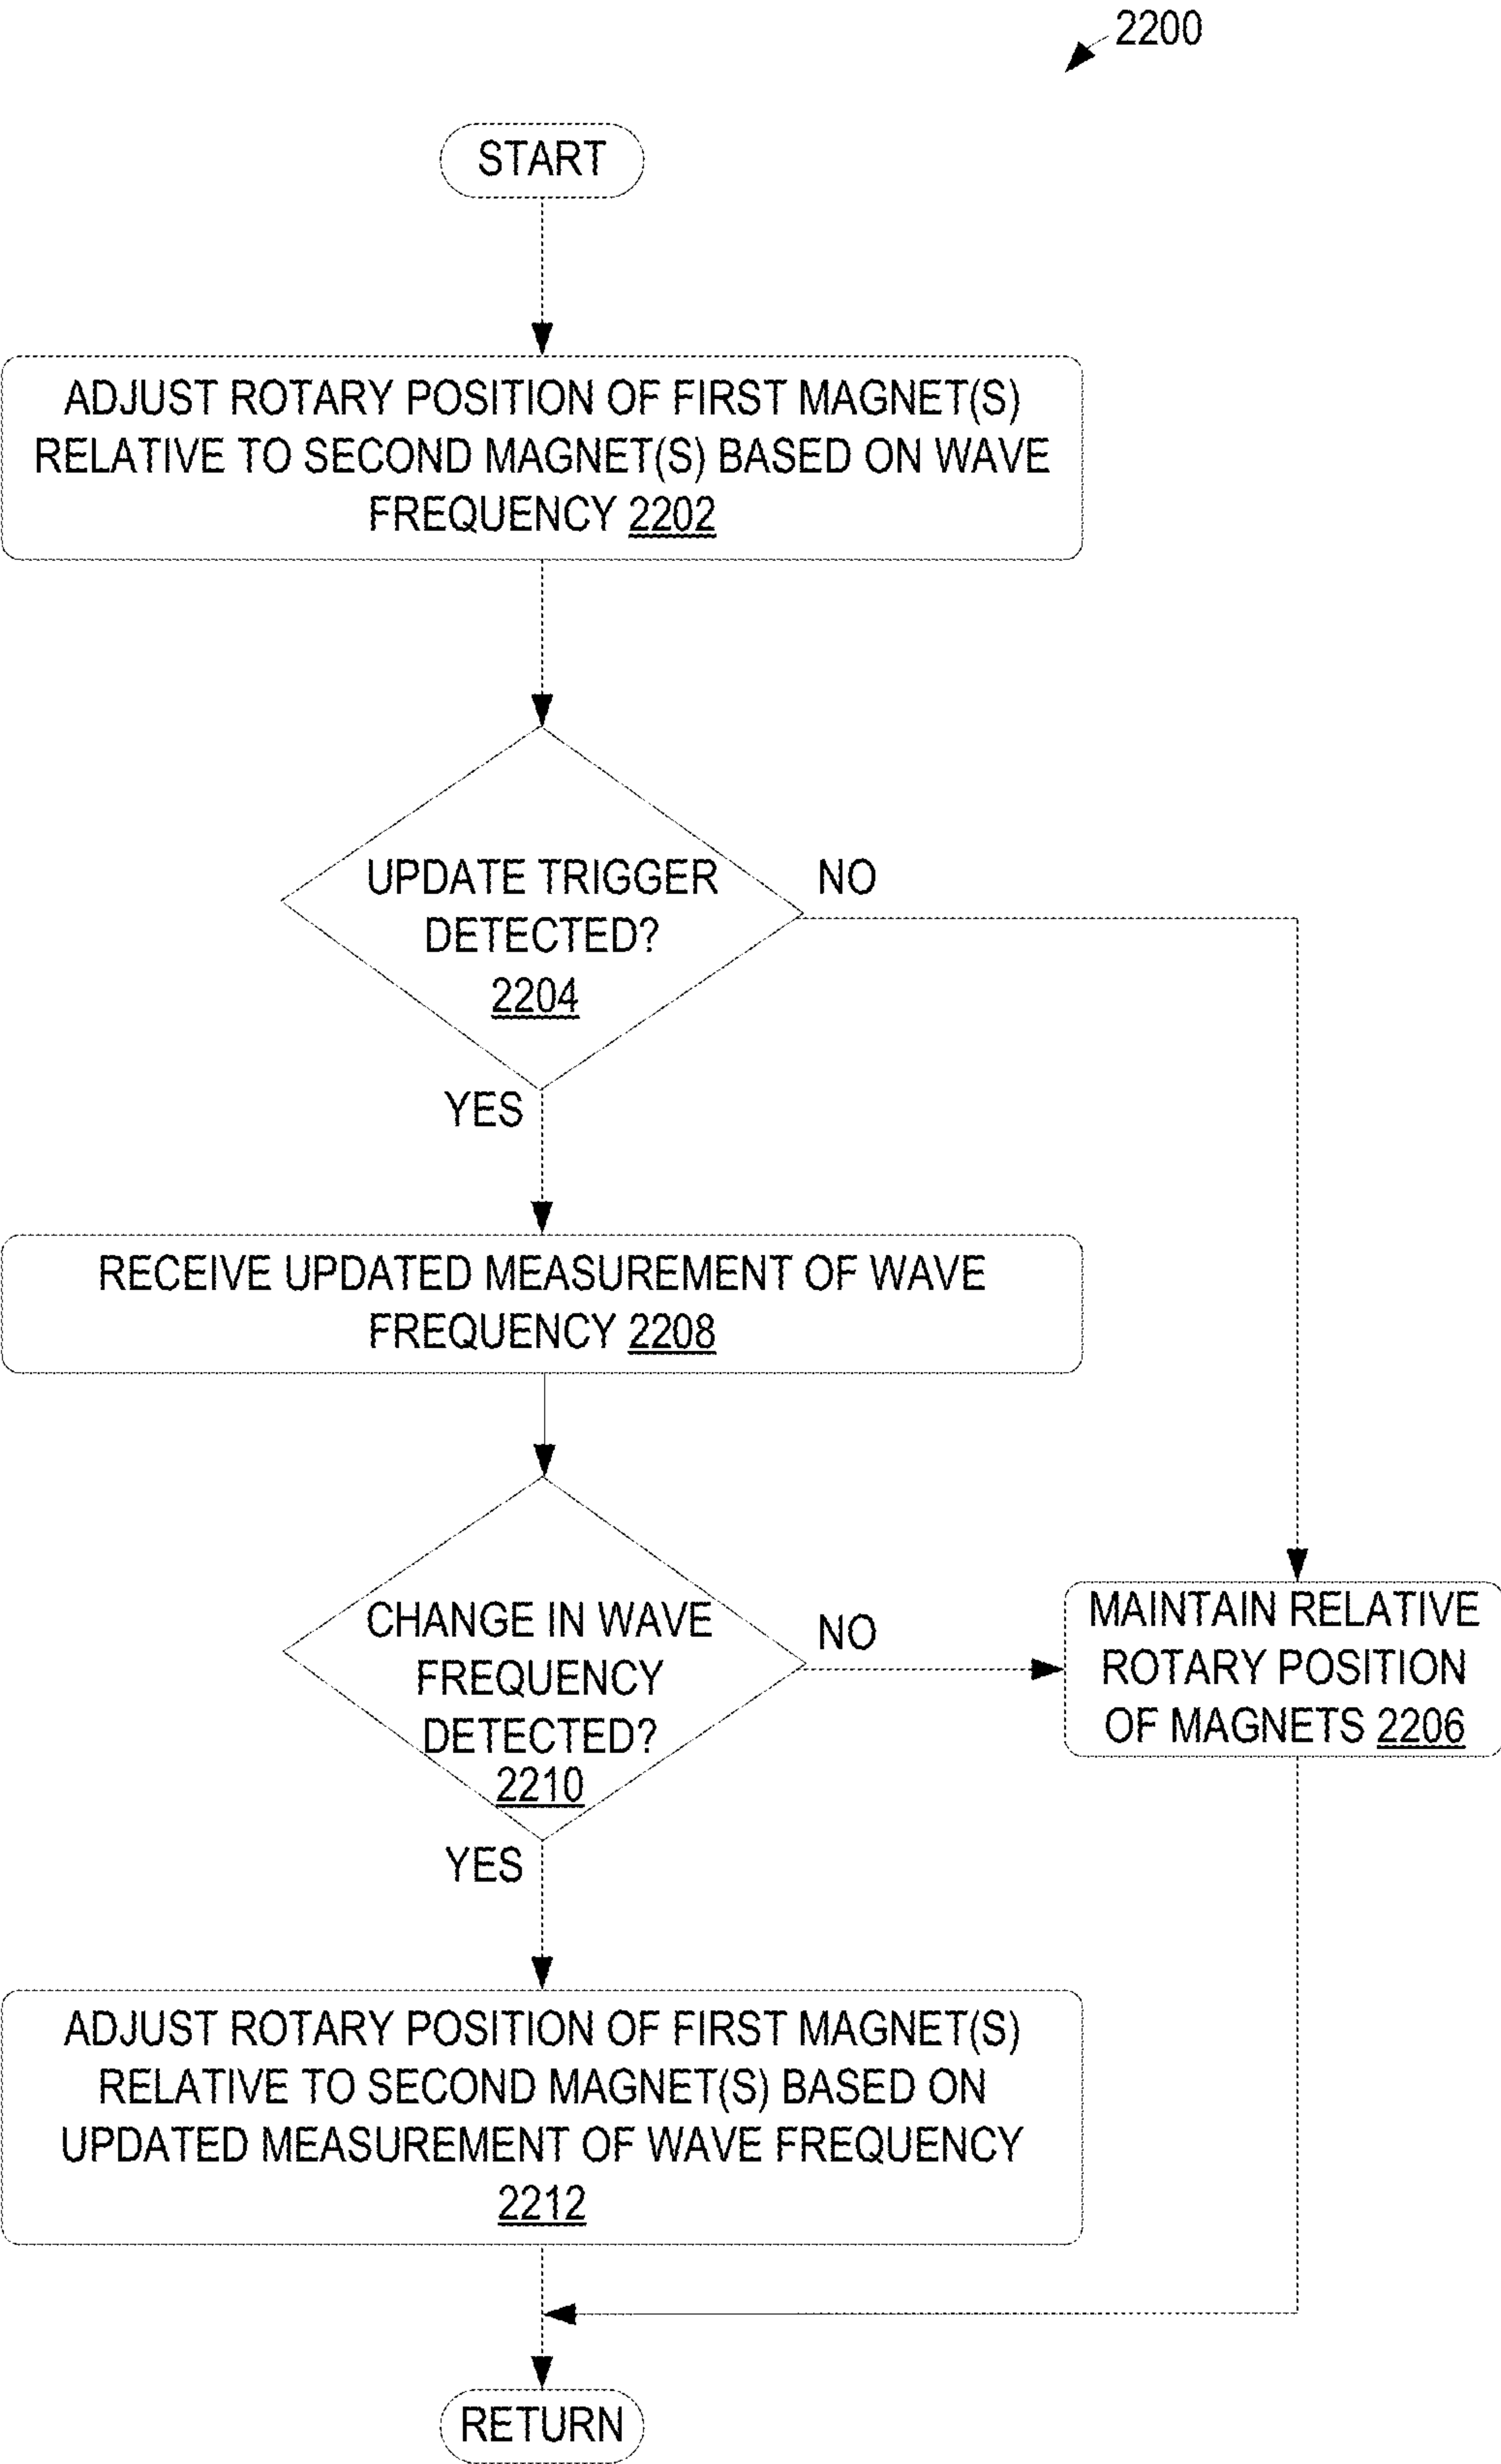 2200
START
ADJUST ROTARY POSITION OF FIRST MAGNET(S)
RELATIVE TO SECOND MAGNET(S) BASED ON WAVE
FREQUENCY 2202
UPDATE TRIGGER
DETECTED?
2204
NO
YES
RECEIVE UPDATED MEASUREMENT OF WAVE
FREQUENCY 2208
CHANGE IN WAVE
FREQUENCY
DETECTED?
2210
NO
YES
MAINTAIN RELATIVE
ROTARY POSITION
OF MAGNETS 2206
ADJUST ROTARY POSITION OF FIRST MAGNET(S)
RELATIVE TO SECOND MAGNET(S) BASED ON
UPDATED MEASUREMENT OF WAVE FREQUENCY
2212
RETURN